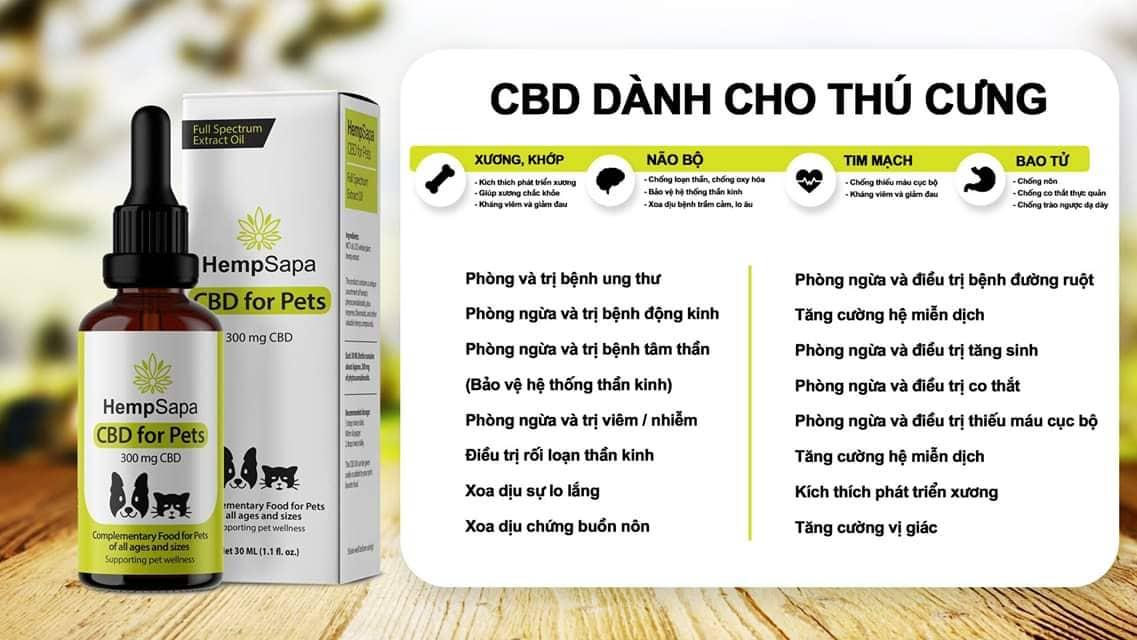 CBD DÀNH CHO THÚ CƯNG
XƯƠNG, KHỚP
- Kích thích phát triển xương
- Giúp xương chắc khỏe
- Kháng viêm và giảm đau
NÃO BỘ
- Chống loạn thần, chống oxy hóa
- Bảo vệ hệ thống thần kinh
- Xoa dịu bệnh trầm cảm, lo âu
TIM MẠCH
- Chống thiếu máu cục bộ
- Kháng viêm và giảm đau
BAO TỬ
- Chống nôn
- Chống co thắt thực quản
- Chống trào ngược dạ dày
Phòng và trị bệnh ung thư
Phòng ngừa và trị bệnh động kinh
Phòng ngừa và trị bệnh tâm thần
(Bảo vệ hệ thống thần kinh)
Phòng ngừa và trị viêm / nhiễm
Điều trị rối loạn thần kinh
Xoa dịu sự lo lắng
Xoa dịu chứng buồn nôn
Phòng ngừa và điều trị bệnh đường ruột
Tăng cường hệ miễn dịch
Phòng ngừa và điều trị tăng sinh
Phòng ngừa và điều trị co thắt
Phòng ngừa và điều trị thiếu máu cục bộ
Tăng cường hệ miễn dịch
Kích thích phát triển xương
Tăng cường vị giác
Full Spectrum
Extract Oil
HempSapa
CBD for Pets
300 mg CBD
lementary Food for Pets
all ages and sizes
pporting pet wellness
et 30 ML (1.1 fl. oz.)
HempSapa
CBD for Pets
Full Spectrum
Extract Oil
HempSapa
CBD for Pets
300 mg CBD
Complementary Food for Pets
of all ages and sizes
Supporting pet wellness